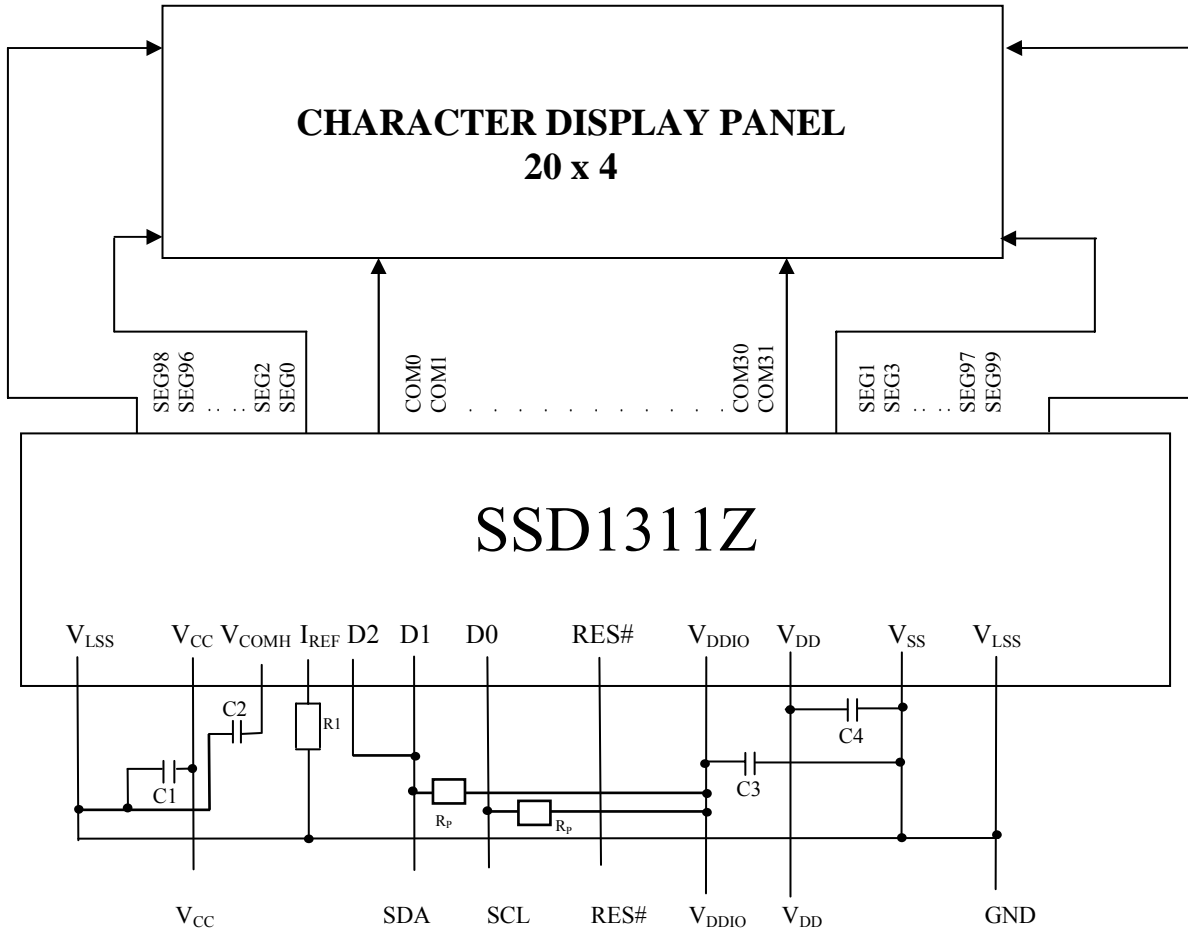 CHARACTER DISPLAY PANEL
20 x 4
SEG98
SEG96
. . . .
SEG2
SEG0
COM0
COM1
. . . . . . . . . . .
COM30
COM31
SEG1
SEG3
. . . .
SEG97
SEG99
SSD1311Z
VLSS VCC VCOMH IREF D2 D1 D0 RES# VDDIO VDD VSS VLSS
C2
R1
C4
C1
C3
RP
RP
VCC SDA SCL RES# VDDIO VDD GND